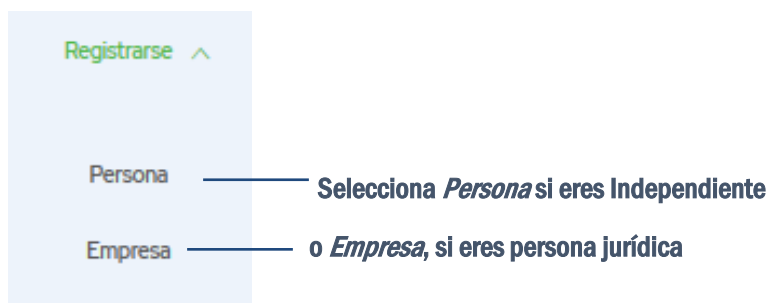 Registrarse
Persona
Selecciona Persona si eres Independiente
Empresa
o Empresa, si eres persona jurídica